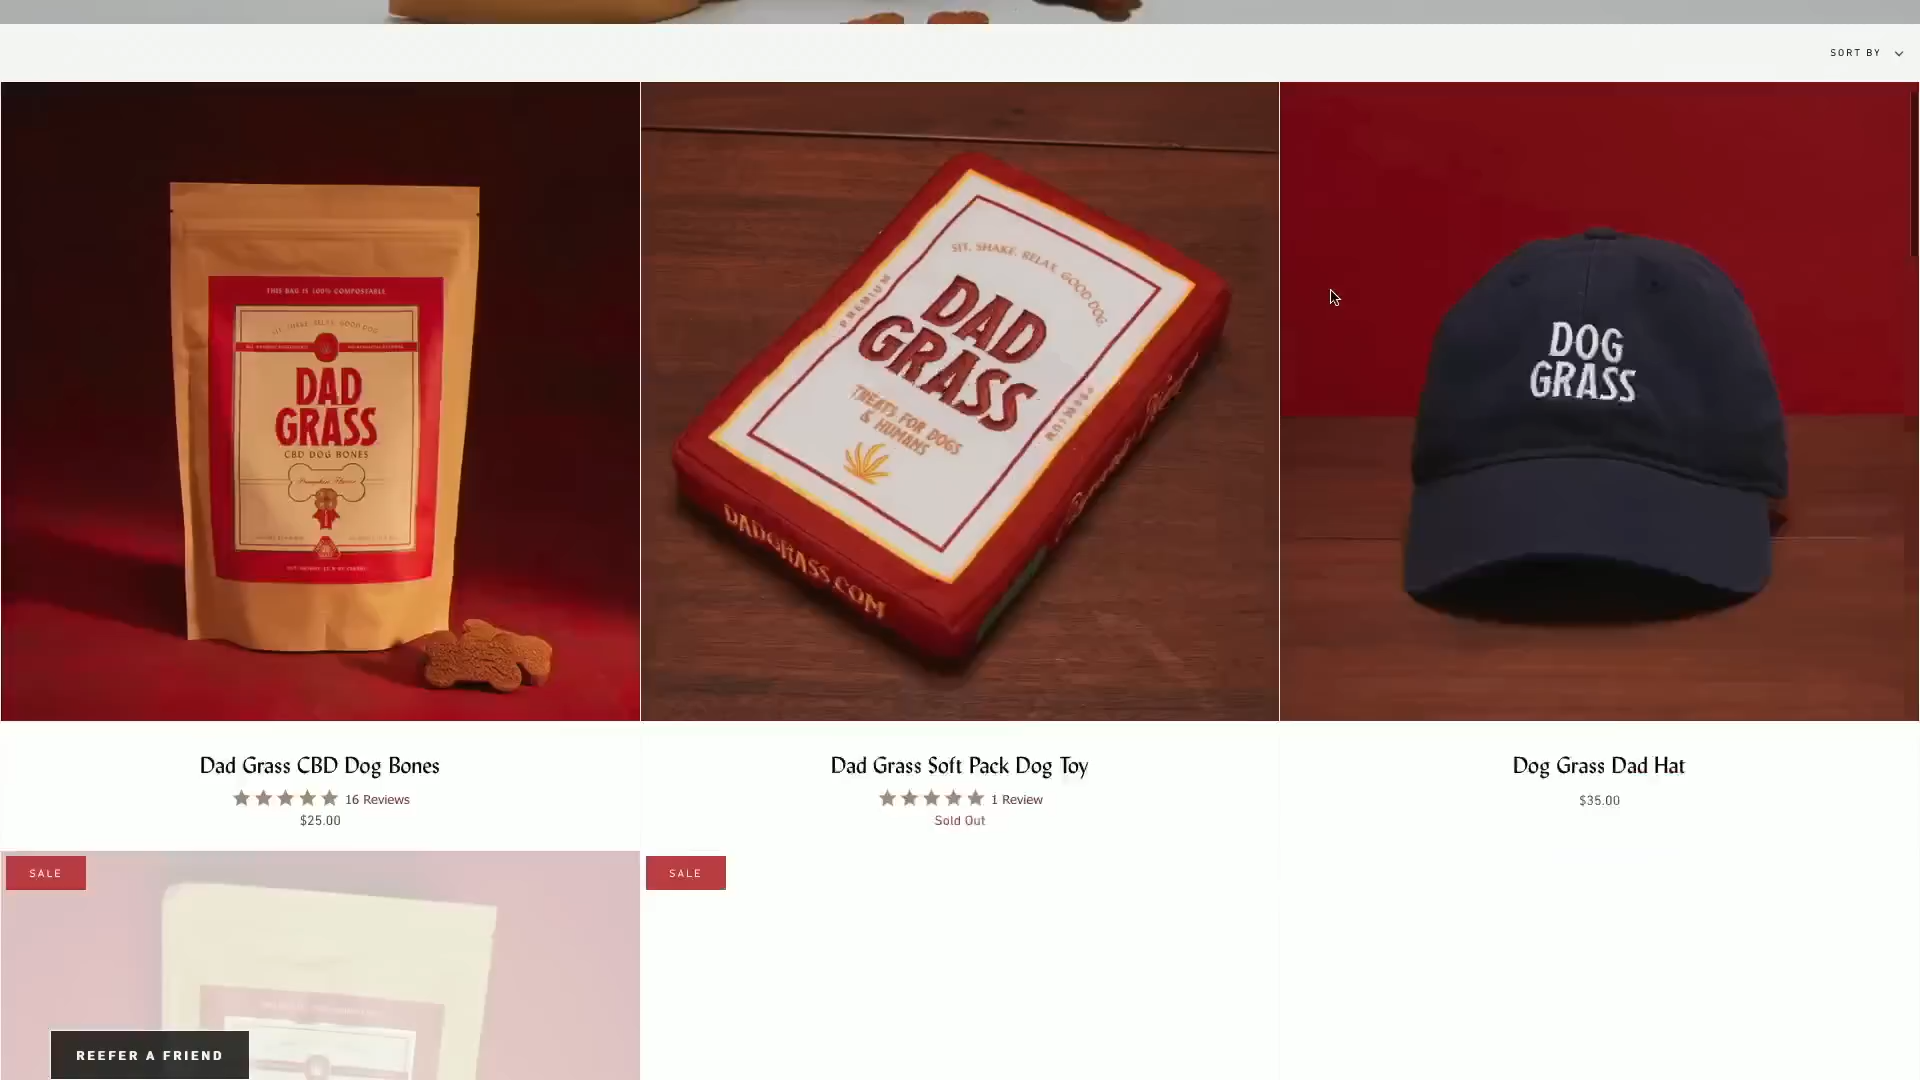 SORT BY
THIS BAG IS 100% COMPOSTABLE
SIT. SHAKE. RELAX. GOOD DOG.
DAD
GRASS
CBD DOG BONES
SIT. SHAKE. RELAX. GOOD DOG.
PREMIUM
DAD
GRASS
TREATS FOR DOGS
& HUMANS
PREMIUM
DADGRASS.COM
DOG
GRASS
Dad Grass CBD Dog Bones
16 Reviews
$25.00
Dad Grass Soft Pack Dog Toy
1 Review
Sold Out
Dog Grass Dad Hat
$35.00
SALE
SALE
REEFER A FRIEND